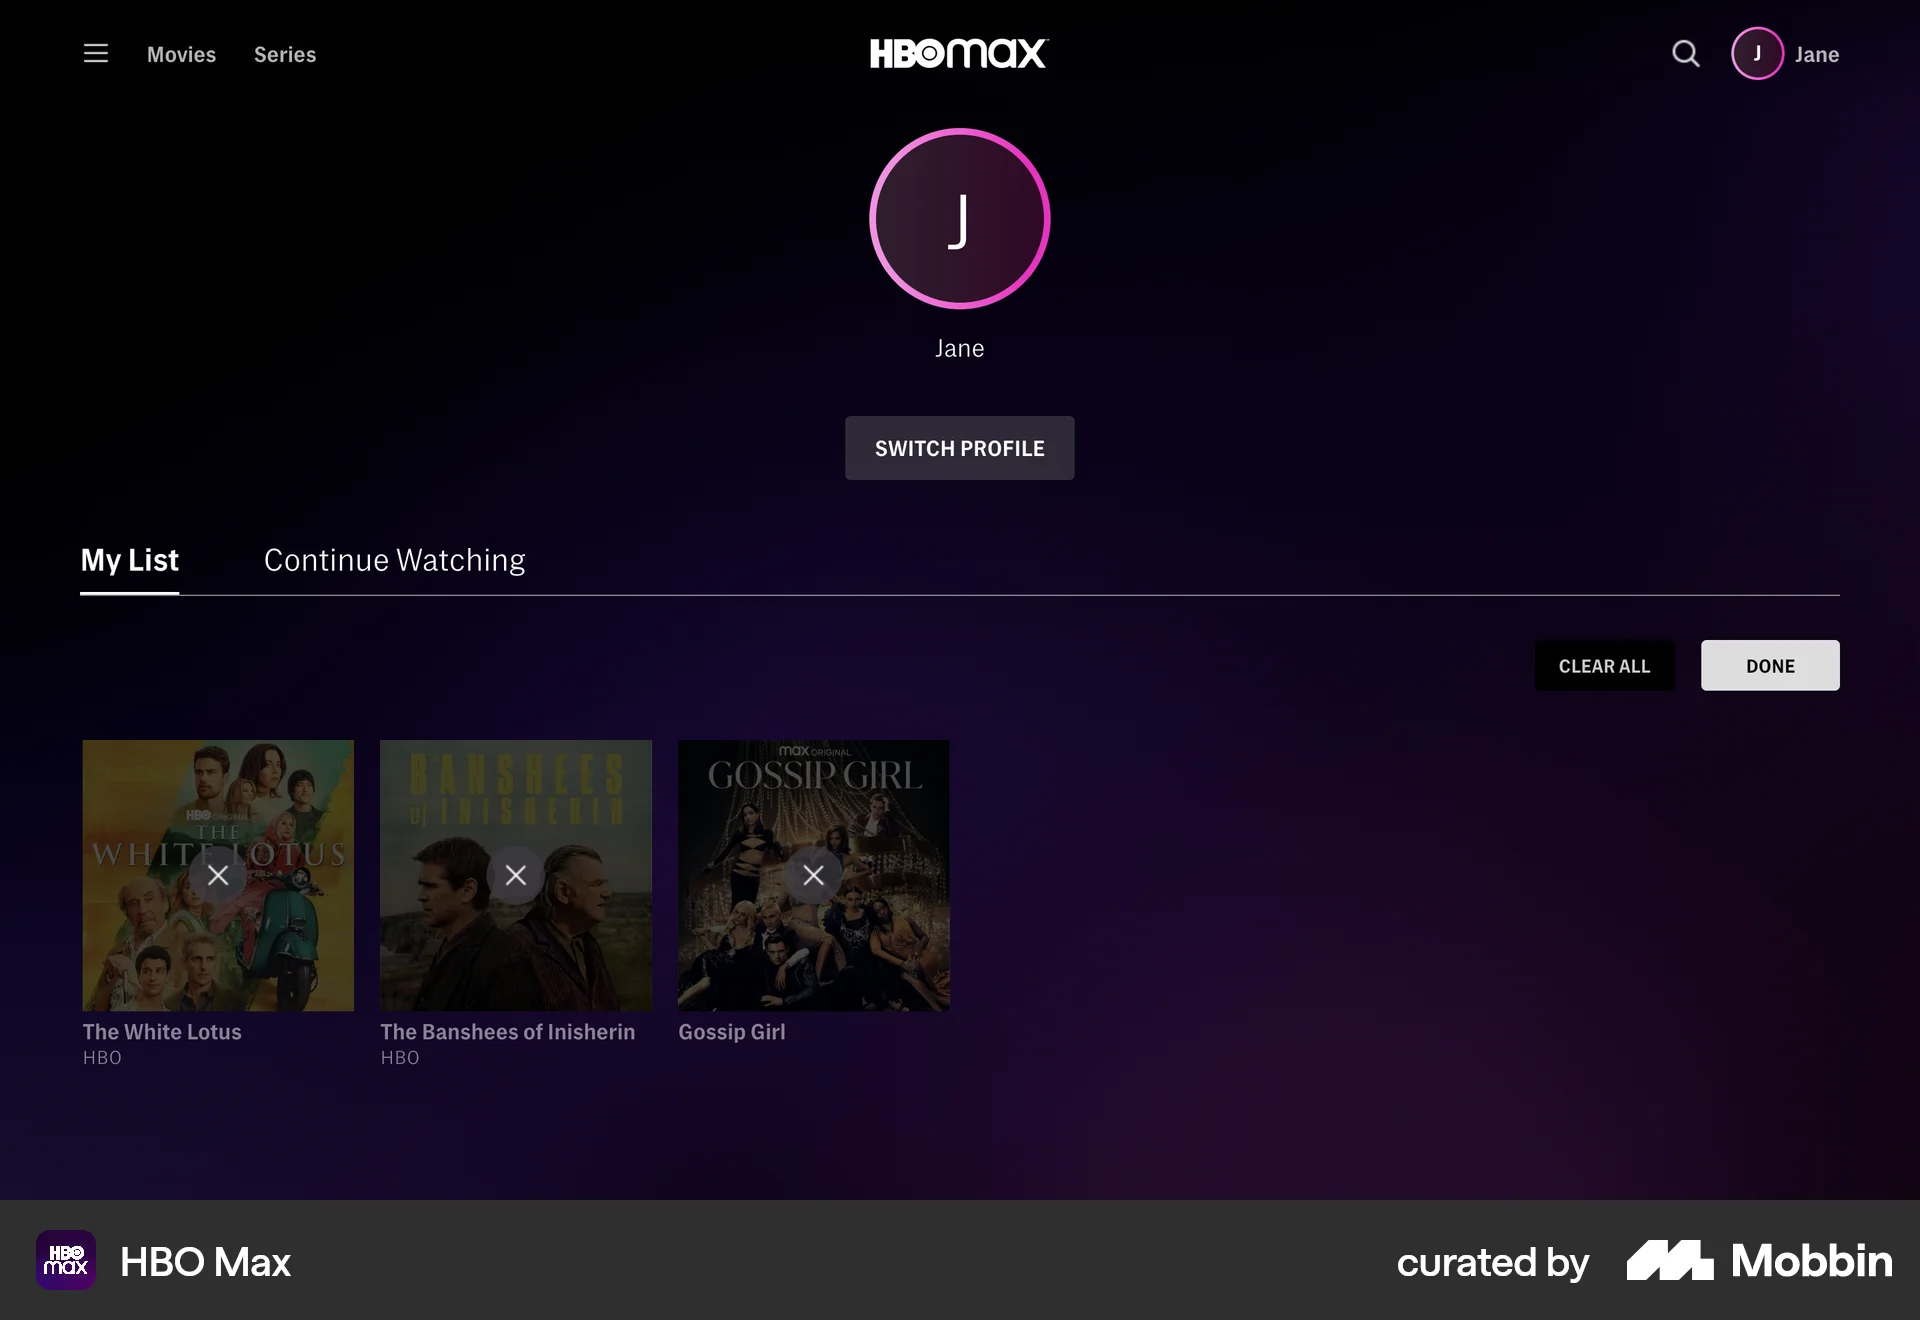 Movies
Series
HBOmax
J
Jane
J
Jane
SWITCH PROFILE
My List
Continue Watching
CLEAR ALL
DONE
HBO ORIGINAL
THE
WHITE LOTUS
BANSHEES
of INISHERIN
max ORIGINAL
GOSSIP GIRL
The White Lotus
HBO
The Banshees of Inisherin
HBO
Gossip Girl
HBO
max
HBO Max
curated by
Mobbin